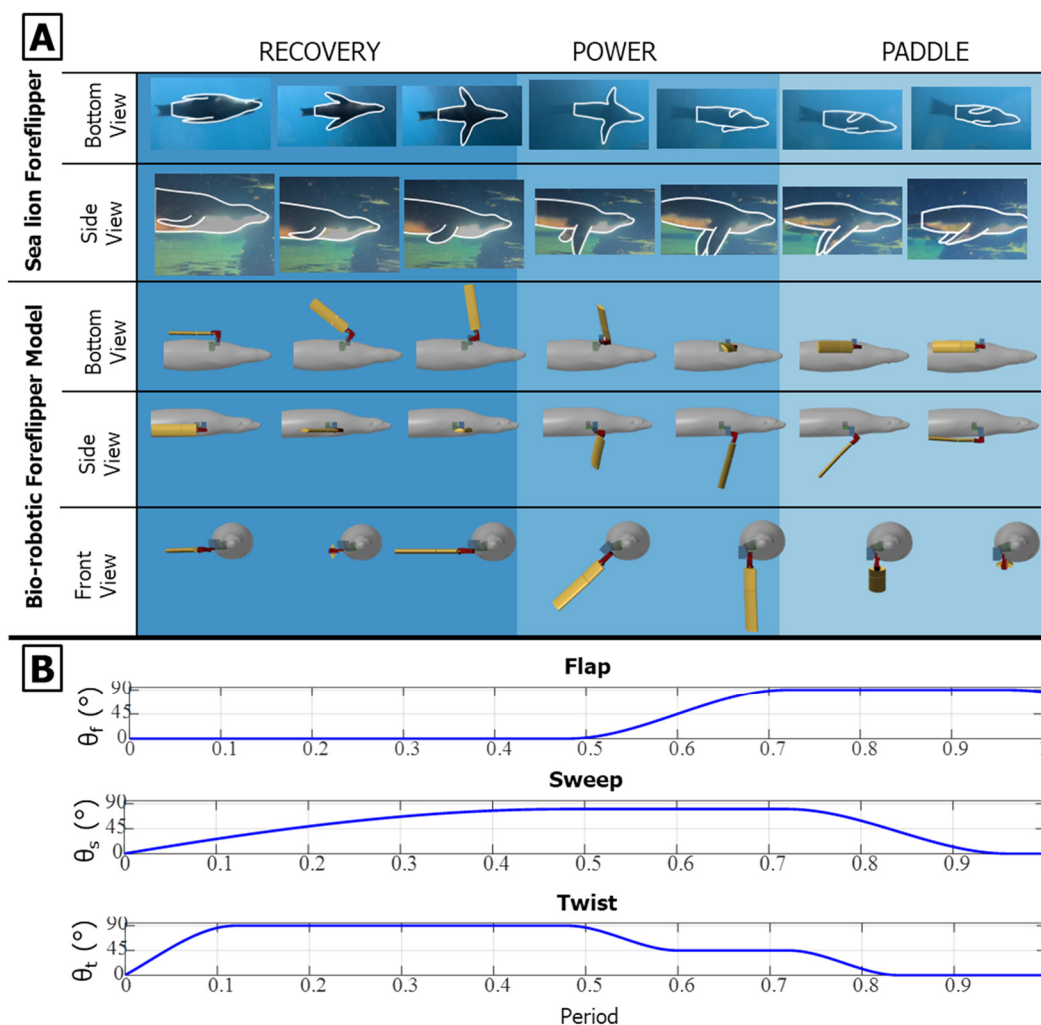 A
RECOVERY POWER PADDLE
Sea lion Foreflipper
Bottom View
Side View
Bio-robotic Foreflipper Model
Bottom View
Side View
Front View
B
Flap
θf (°)
90
45
0
0 0.1 0.2 0.3 0.4 0.5 0.6 0.7 0.8 0.9
Sweep
θs (°)
90
45
0
0 0.1 0.2 0.3 0.4 0.5 0.6 0.7 0.8 0.9
Twist
θt (°)
90
45
0
0 0.1 0.2 0.3 0.4 0.5 0.6 0.7 0.8 0.9
Period